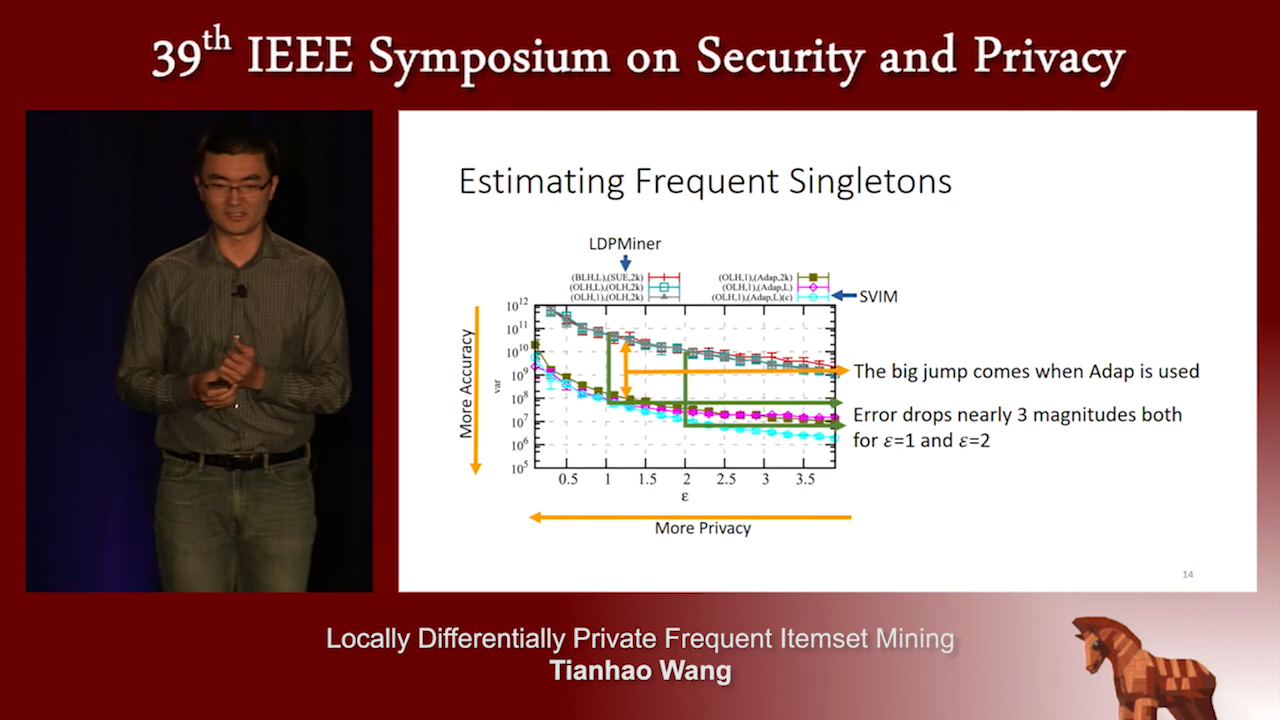 39th IEEE Symposium on Security and Privacy
Estimating Frequent Singletons
LDPMiner
(BLH,L),(SUE,2k)
(OLH,L),(OLH,2k)
(OLH,1),(OLH,2k)
(OLH,1),(Adap,2k)
(OLH,1),(Adap,L)
(OLH,1),(Adap,L)(c)
SVIM
More Accuracy
var
10^12
10^11
10^10
10^9
10^8
10^7
10^6
10^5
0.5 1 1.5 2 2.5 3 3.5
ε
More Privacy
The big jump comes when Adap is used
Error drops nearly 3 magnitudes both
for ε=1 and ε=2
14
Locally Differentially Private Frequent Itemset Mining
Tianhao Wang